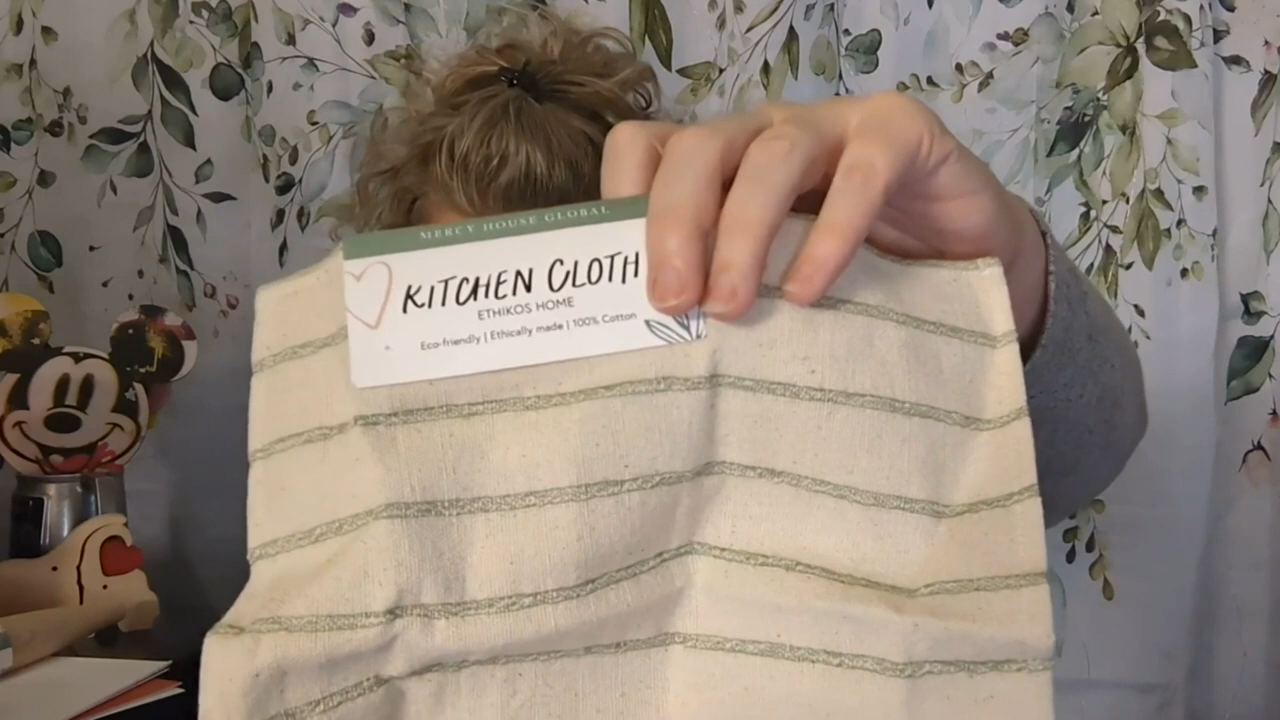 MERCY HOUSE GLOBAL
KITCHEN CLOTH
ETHIKOS HOME
Eco-friendly | Ethically made | 100% Cotton